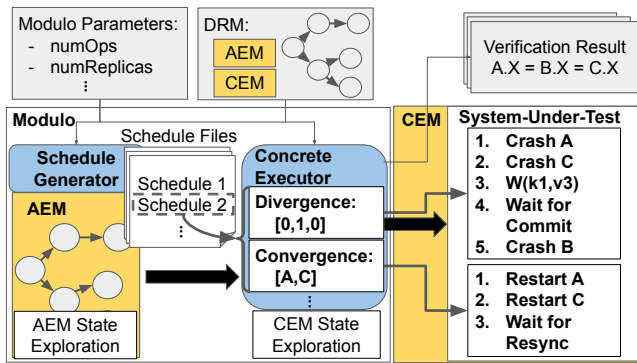 Modulo Parameters:
- numOps
- numReplicas
⋮
DRM:
AEM
CEM
Verification Result
A.X = B.X = C.X
Modulo
Schedule Files
Schedule
Generator
AEM
AEM State
Exploration
Schedule 1
Schedule 2
⋮
Concrete
Executor
Divergence:
[0,1,0]
Convergence:
[A,C]
⋮
CEM State
Exploration
CEM
System-Under-Test
1. Crash A
2. Crash C
3. W(k1,v3)
4. Wait for
Commit
5. Crash B
1. Restart A
2. Restart C
3. Wait for
Resync